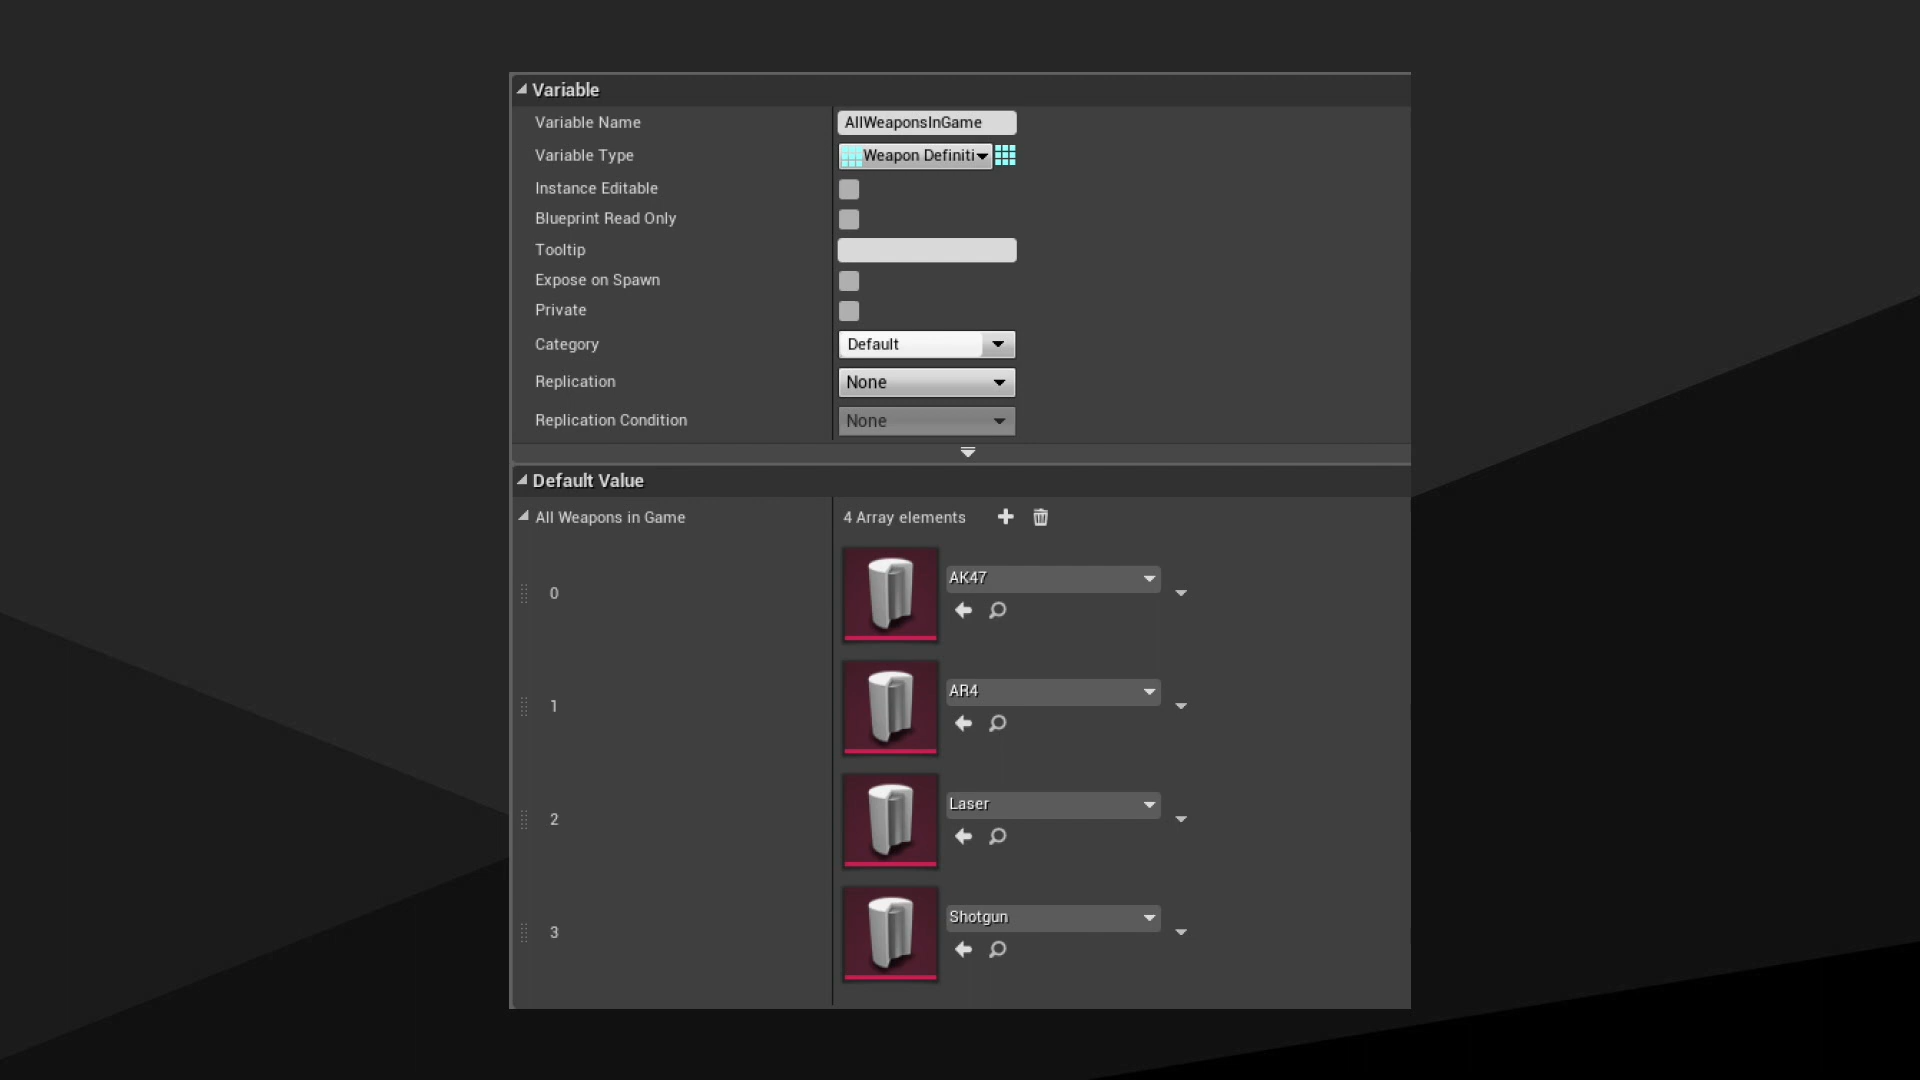 Variable
Variable Name
AllWeaponsInGame
Variable Type
Weapon Definiti
Instance Editable
Blueprint Read Only
Tooltip
Expose on Spawn
Private
Category
Default
Replication
None
Replication Condition
None
Default Value
All Weapons in Game
4 Array elements
0
AK47
1
AR4
2
Laser
3
Shotgun